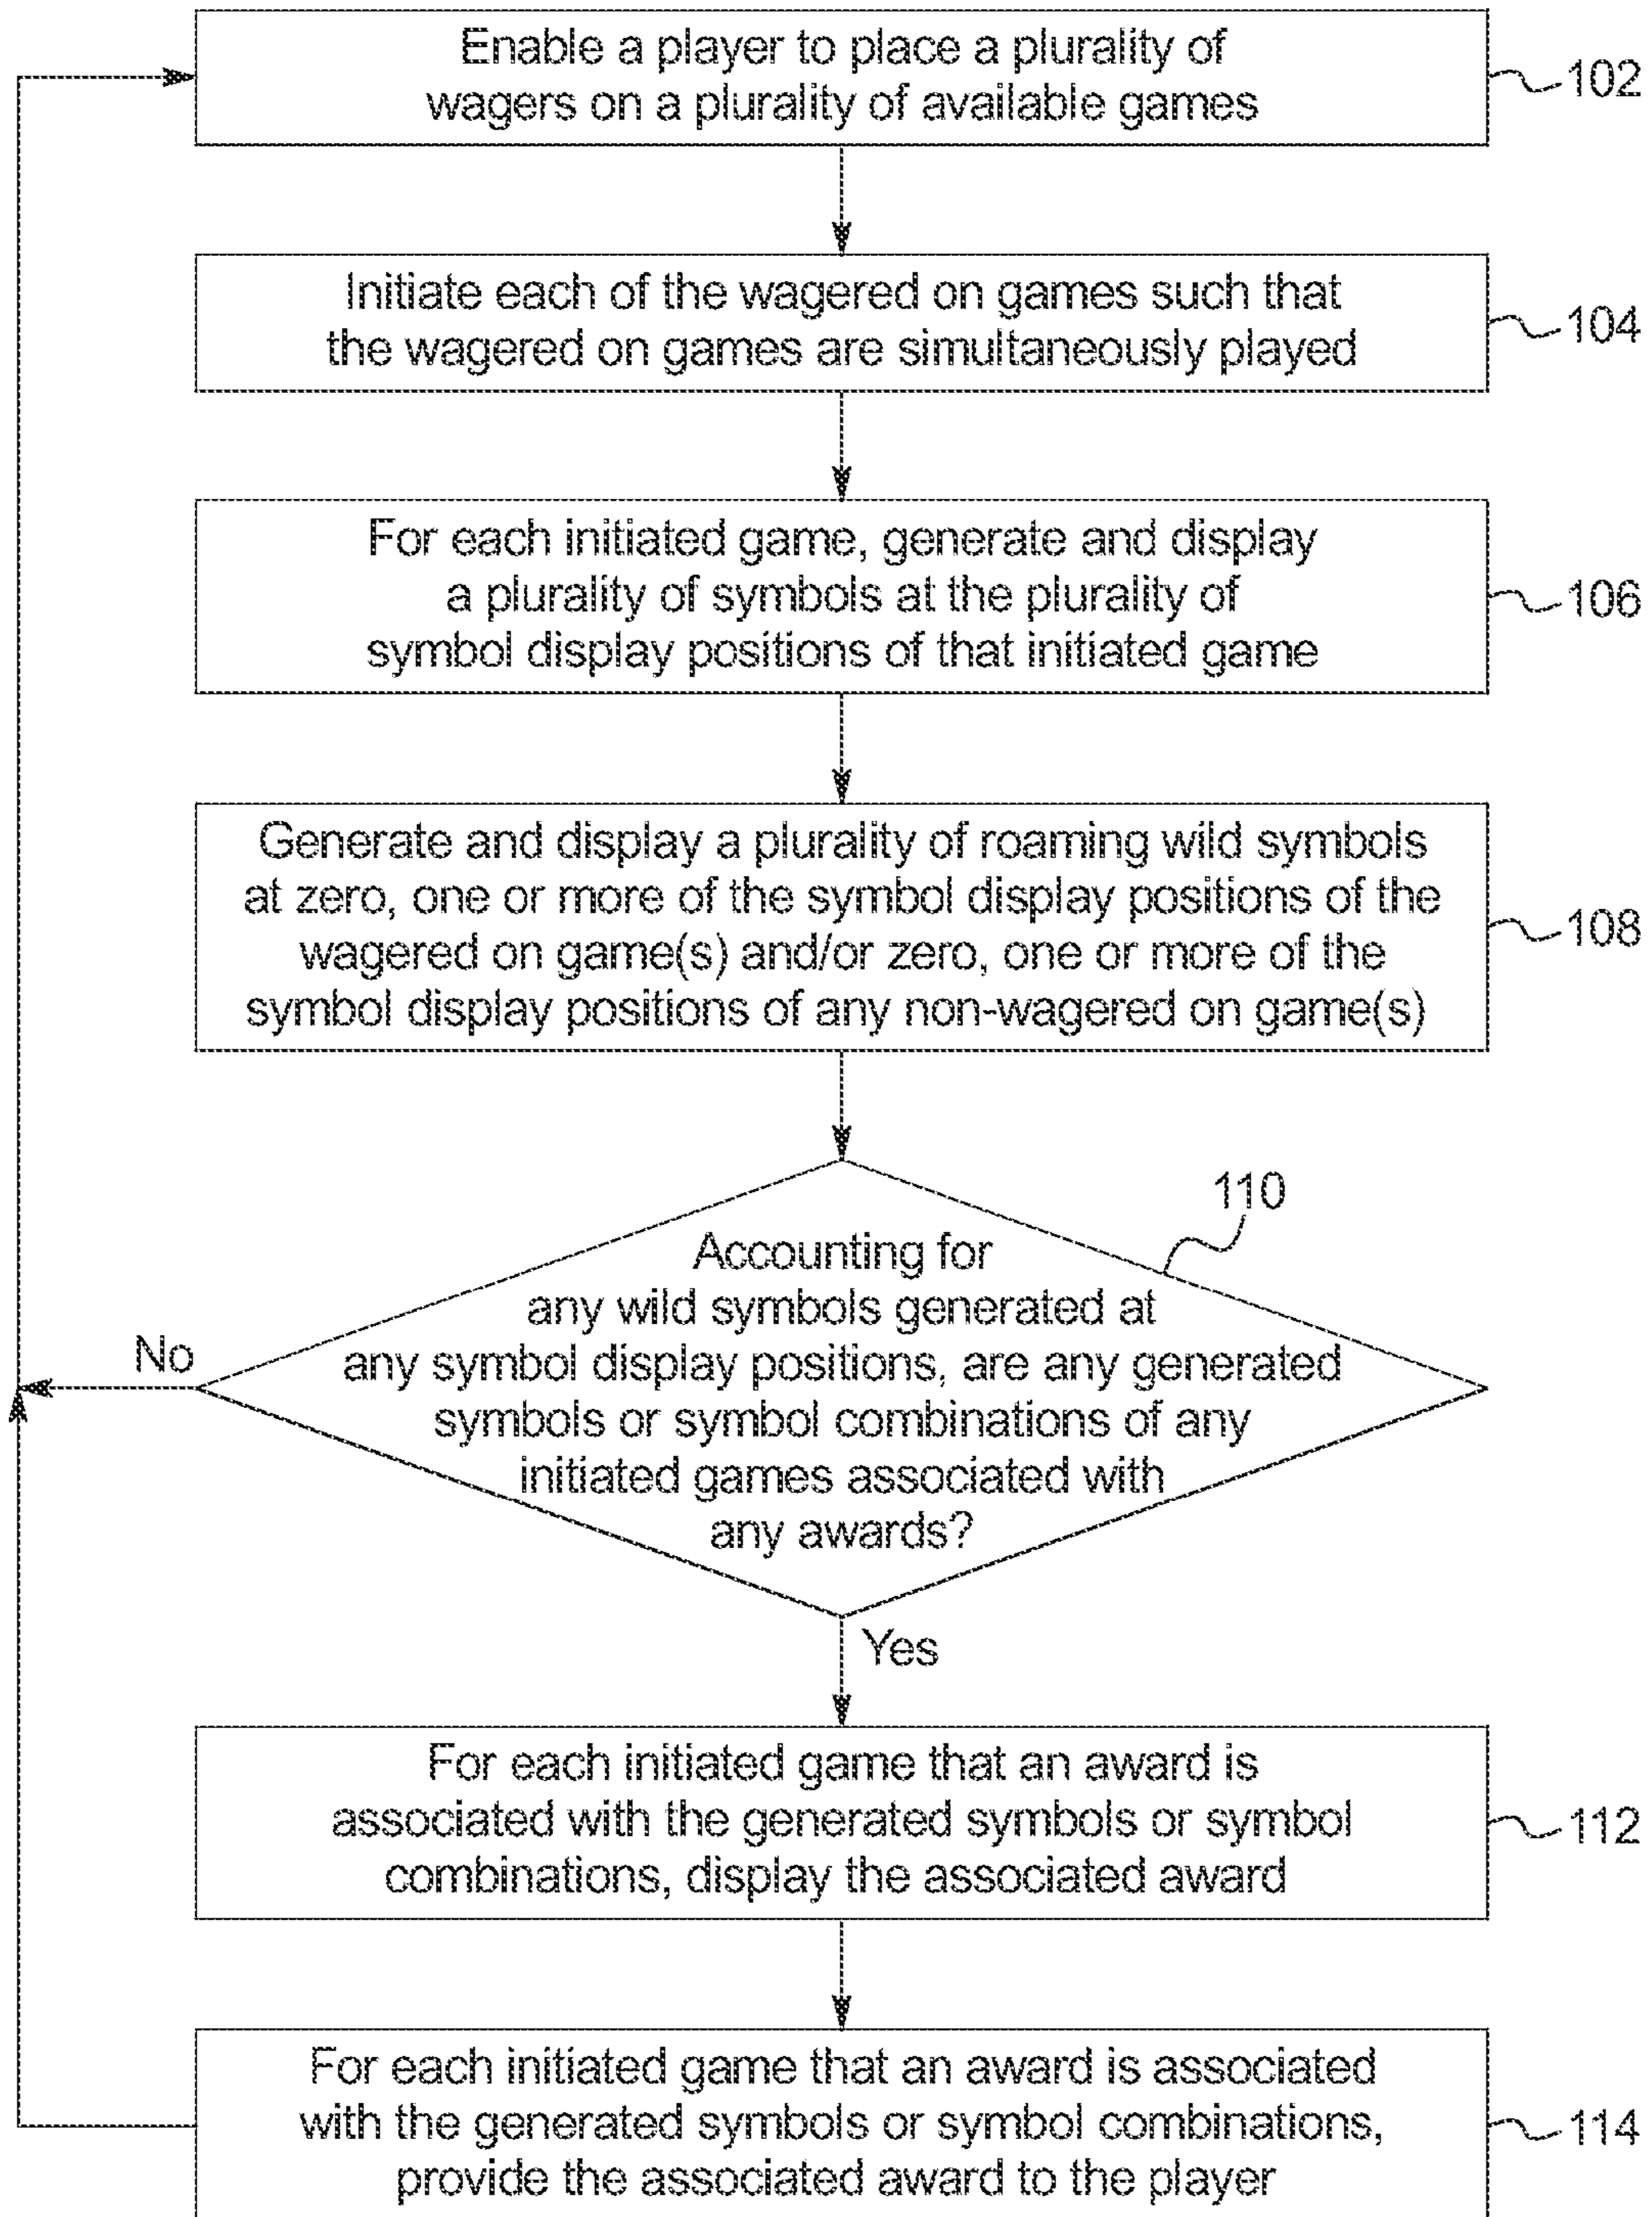 Enable a player to place a plurality of
wagers on a plurality of available games
102
Initiate each of the wagered on games such that
the wagered on games are simultaneously played
104
For each initiated game, generate and display
a plurality of symbols at the plurality of
symbol display positions of that initiated game
106
Generate and display a plurality of roaming wild symbols
at zero, one or more of the symbol display positions of the
wagered on game(s) and/or zero, one or more of the
symbol display positions of any non-wagered on game(s)
108
110
Accounting for
any wild symbols generated at
any symbol display positions, are any generated
symbols or symbol combinations of any
initiated games associated with
any awards?
No
Yes
For each initiated game that an award is
associated with the generated symbols or symbol
combinations, display the associated award
112
For each initiated game that an award is associated
with the generated symbols or symbol combinations,
provide the associated award to the player
114